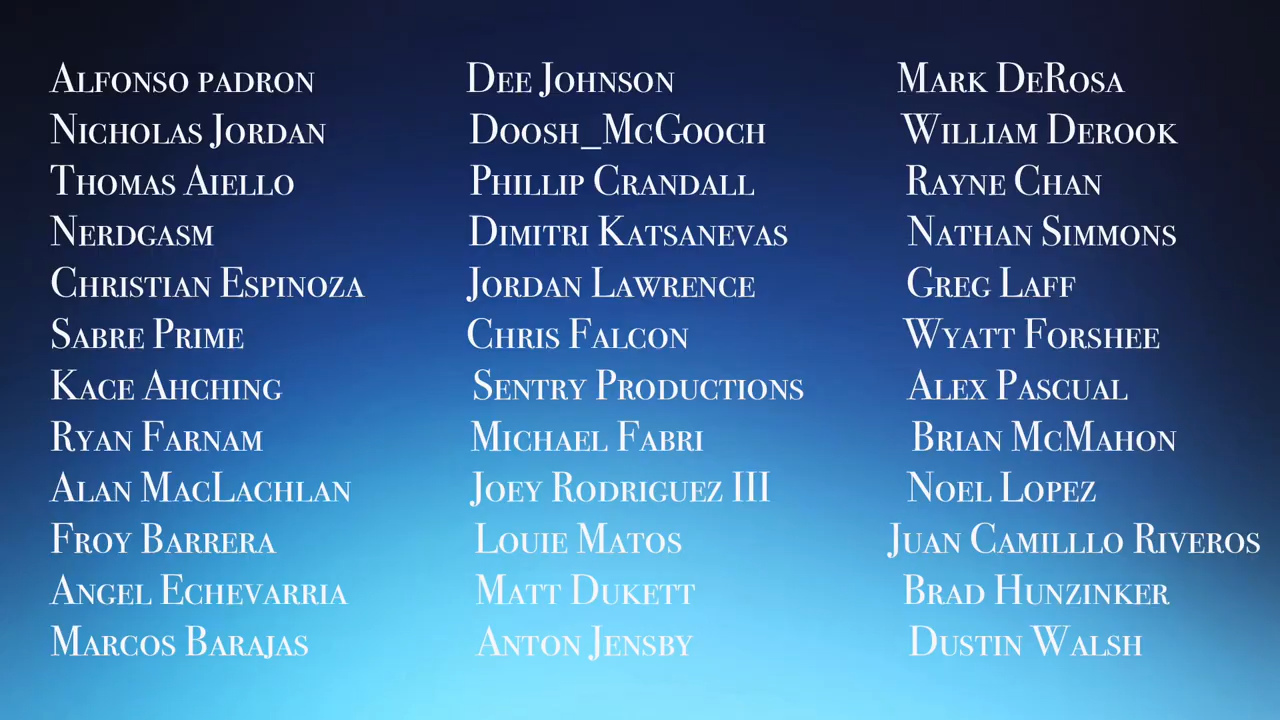 Alfonso padron
Nicholas Jordan
Thomas Aiello
Nerdgasm
Christian Espinoza
Sabre Prime
Kace Ahching
Ryan Farnam
Alan MacLachlan
Froy Barrera
Angel Echevarria
Marcos Barajas
Dee Johnson
Doosh_McGooch
Phillip Crandall
Dimitri Katsanevas
Jordan Lawrence
Chris Falcon
Sentry Productions
Michael Fabri
Joey Rodriguez III
Louie Matos
Matt Dukett
Anton Jensby
Mark DeRosa
William Derook
Rayne Chan
Nathan Simmons
Greg Laff
Wyatt Forshee
Alex Pascual
Brian McMahon
Noel Lopez
Juan Camilllo Riveros
Brad Hunzinker
Dustin Walsh